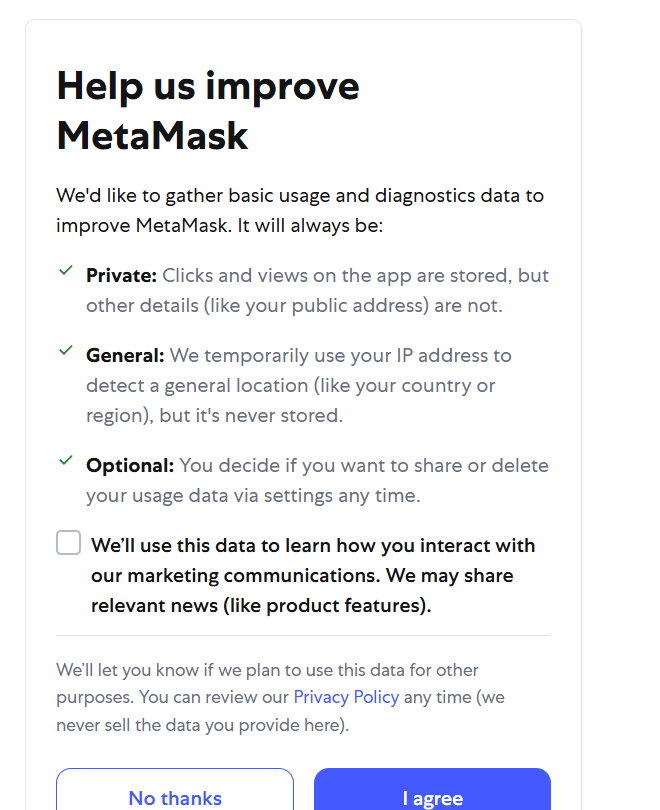 Help us improve
MetaMask
We'd like to gather basic usage and diagnostics data to
improve MetaMask. It will always be:
Private: Clicks and views on the app are stored, but
other details (like your public address) are not.
General: We temporarily use your IP address to
detect a general location (like your country or
region), but it's never stored.
Optional: You decide if you want to share or delete
your usage data via settings any time.
We’ll use this data to learn how you interact with
our marketing communications. We may share
relevant news (like product features).
We’ll let you know if we plan to use this data for other
purposes. You can review our Privacy Policy any time (we
never sell the data you provide here).
No thanks
I agree